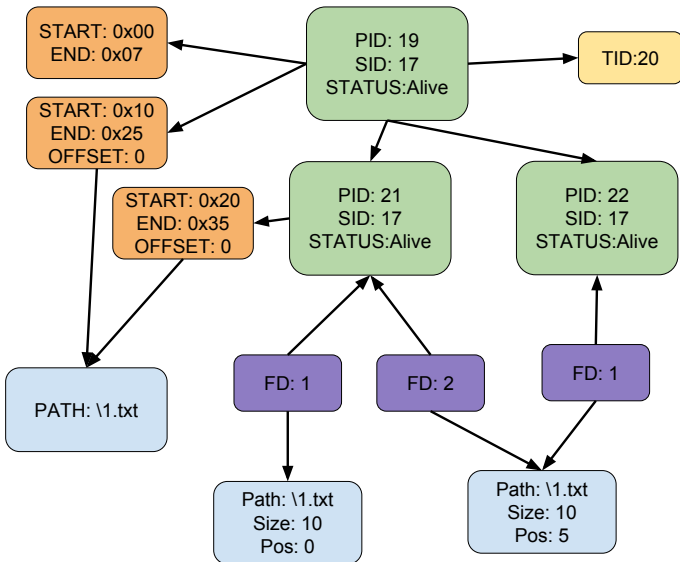 START: 0x00
END: 0x07
PID: 19
SID: 17
STATUS:Alive
TID:20
START: 0x10
END: 0x25
OFFSET: 0
START: 0x20
END: 0x35
OFFSET: 0
PID: 21
SID: 17
STATUS:Alive
PID: 22
SID: 17
STATUS:Alive
PATH: \1.txt
FD: 1
FD: 2
FD: 1
Path: \1.txt
Size: 10
Pos: 0
Path: \1.txt
Size: 10
Pos: 5